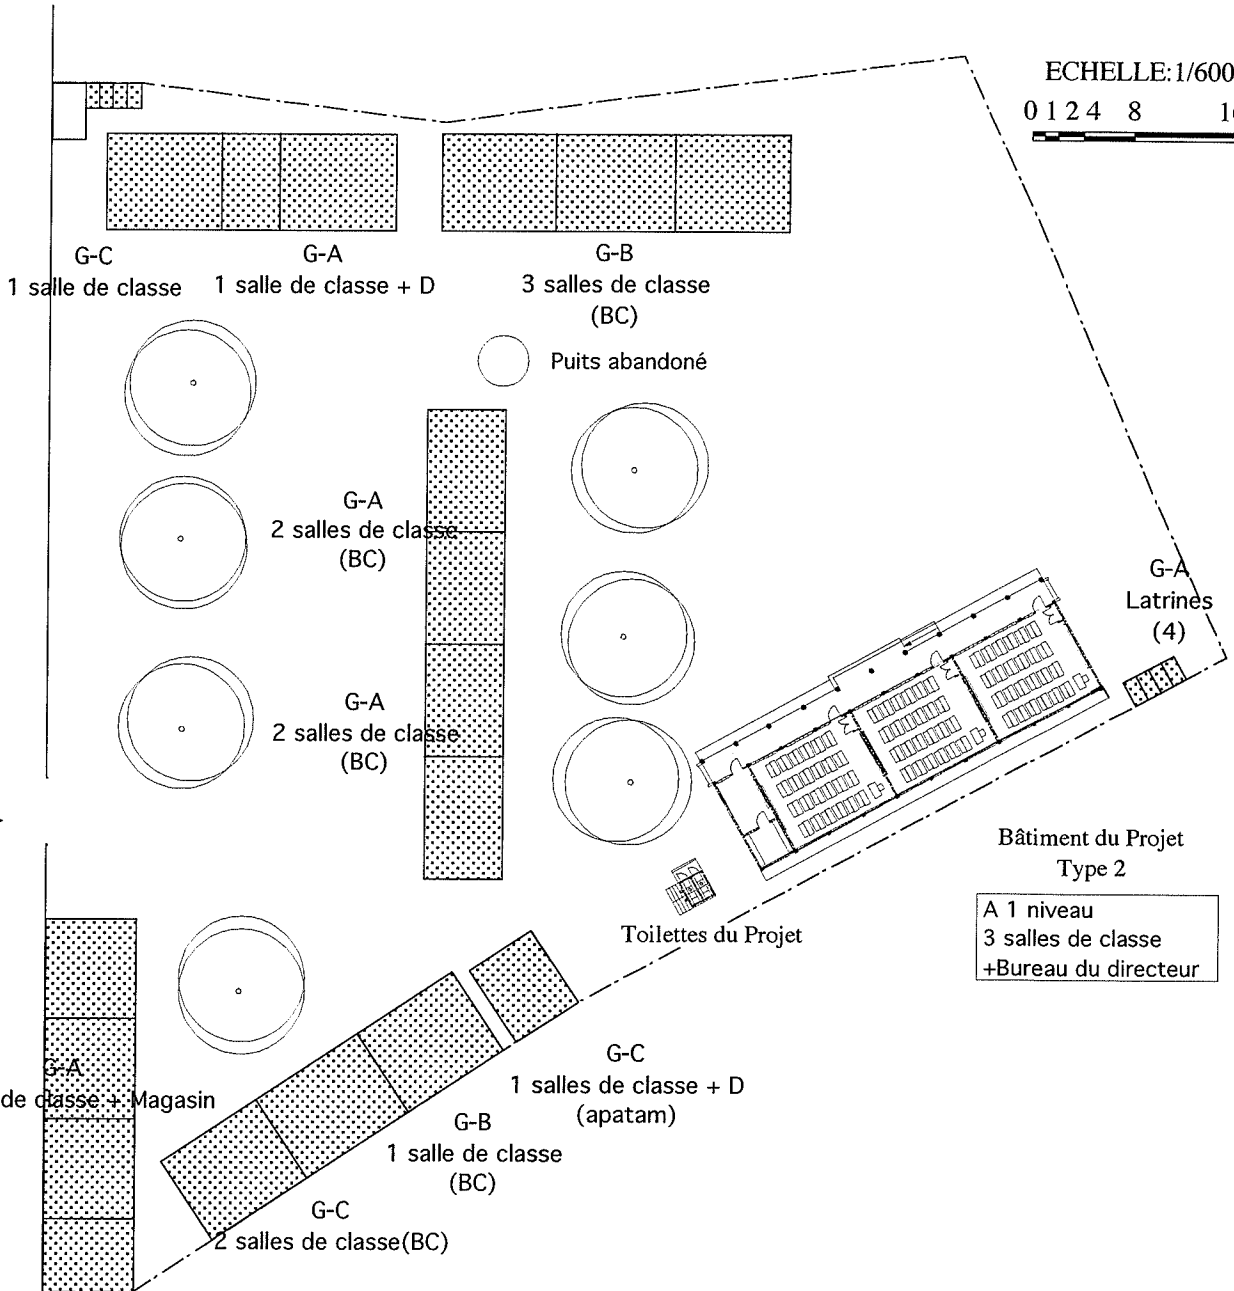 ECHELLE:1/600
0 1 2 4 8 1
G-C
1 salle de classe
G-A
1 salle de classe + D
G-B
3 salles de classe
(BC)
Puits abandoné
G-A
2 salles de classe
(BC)
G-A
2 salles de classe
(BC)
G-A
Latrines
(4)
Bâtiment du Projet
Type 2
A 1 niveau
3 salles de classe
+Bureau du directeur
Toilettes du Projet
G-A
de classe + Magasin
G-C
1 salles de classe + D
(apatam)
G-B
1 salle de classe
(BC)
G-C
2 salles de classe(BC)